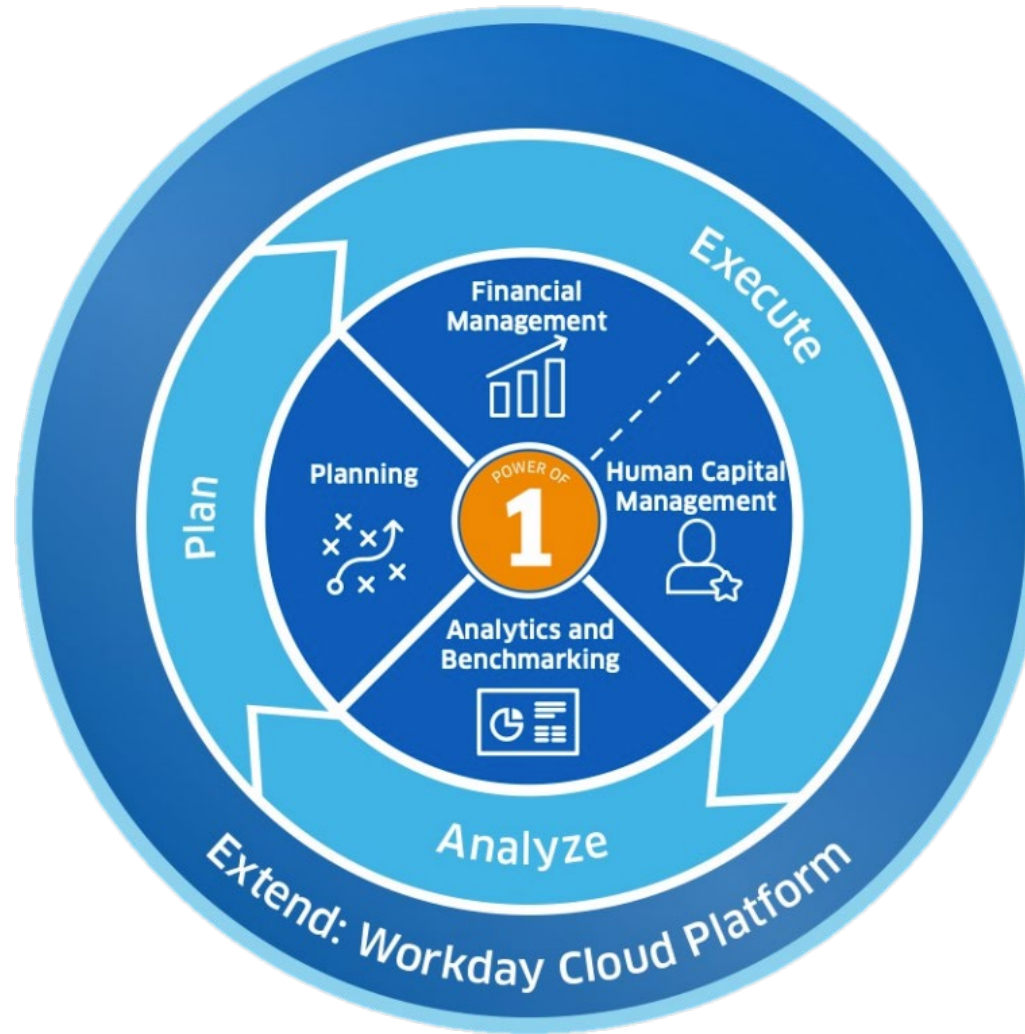 Execute
Financial
Management
Plan
Planning
POWER OF
1
Human Capital
Management
Analytics and
Benchmarking
Analyze
Extend: Workday Cloud Platform